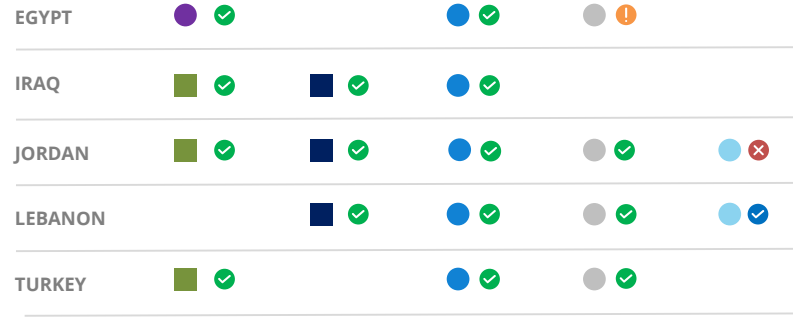 EGYPT
IRAQ
JORDAN
LEBANON
TURKEY